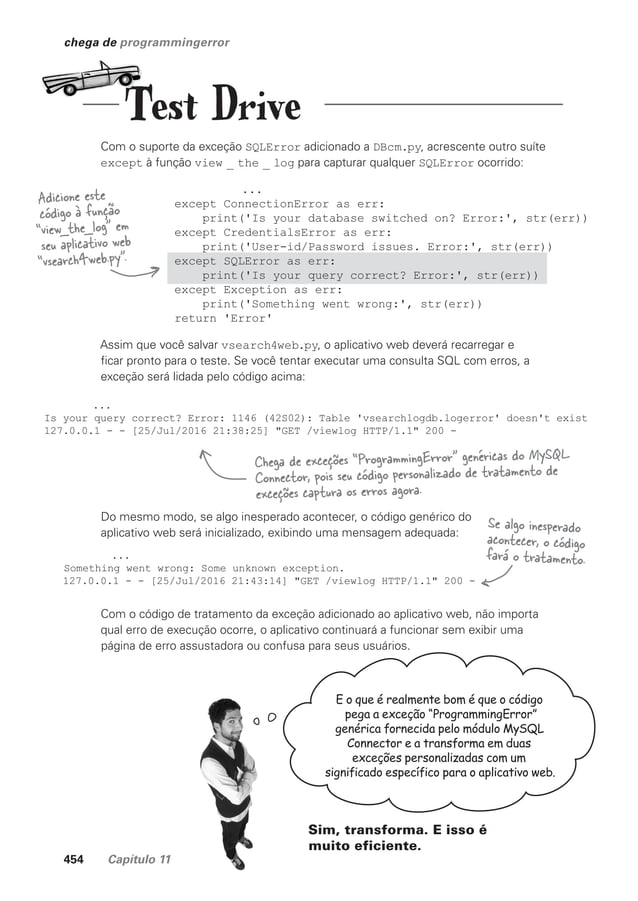 chega de programmingerror
Test Drive
Com o suporte da exceção SQLError adicionado a DBcm.py, acrescente outro suíte
except à função view _ the _ log para capturar qualquer SQLError ocorrido:
Adicione este
código à função
“view_the_log” em
seu aplicativo web
“vsearch4web.py”.
...
except ConnectionError as err:
    print('Is your database switched on? Error:', str(err))
except CredentialsError as err:
    print('User-id/Password issues. Error:', str(err))
except SQLError as err:
    print('Is your query correct? Error:', str(err))
except Exception as err:
    print('Something went wrong:', str(err))
return 'Error'
Assim que você salvar vsearch4web.py, o aplicativo web deverá recarregar e
ficar pronto para o teste. Se você tentar executar uma consulta SQL com erros, a
exceção será lidada pelo código acima:
...
Is your query correct? Error: 1146 (42S02): Table 'vsearchlogdb.logerror' doesn't exist
127.0.0.1 - - [25/Jul/2016 21:38:25] "GET /viewlog HTTP/1.1" 200 -
Chega de exceções “ProgrammingError” genéricas do MySQL
Connector, pois seu código personalizado de tratamento de
exceções captura os erros agora.
Do mesmo modo, se algo inesperado acontecer, o código genérico do
aplicativo web será inicializado, exibindo uma mensagem adequada:
Se algo inesperado
acontecer, o código
fará o tratamento.
...
Something went wrong: Some unknown exception.
127.0.0.1 - - [25/Jul/2016 21:43:14] "GET /viewlog HTTP/1.1" 200 -
Com o código de tratamento da exceção adicionado ao aplicativo web, não importa
qual erro de execução ocorre, o aplicativo continuará a funcionar sem exibir uma
página de erro assustadora ou confusa para seus usuários.
E o que é realmente bom é que o código
pega a exceção “ProgrammingError”
genérica fornecida pelo módulo MySQL
Connector e a transforma em duas
exceções personalizadas com um
significado específico para o aplicativo web.
Sim, transforma. E isso é
muito eficiente.
454 Capítulo 11